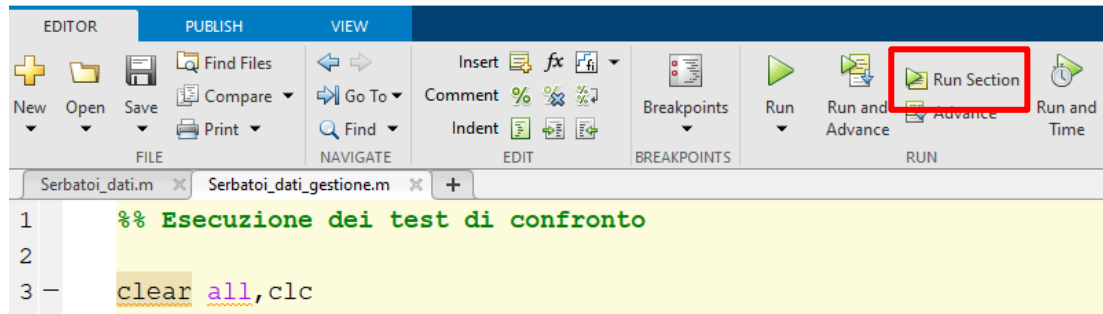 EDITOR PUBLISH VIEW
Find Files Insert fx
New Open Save Compare Go To Comment % Breakpoints Run Run and Advance Run Section Advance Run and Time
Print Find Indent
FILE NAVIGATE EDIT BREAKPOINTS RUN
Serbatoi_dati.m Serbatoi_dati_gestione.m +
1 %% Esecuzione dei test di confronto
2
3 clear all,clc